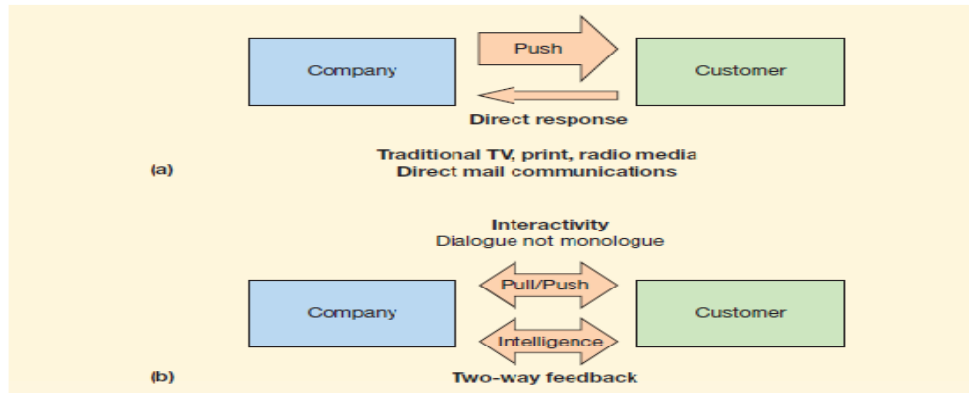 Push
Company
Customer
Direct response
Traditional TV, print, radio media
(a)
Direct mail communications
Interactivity
Dialogue not monologue
Pull/Push
Company
Customer
Intelligence
(b)
Two-way feedback